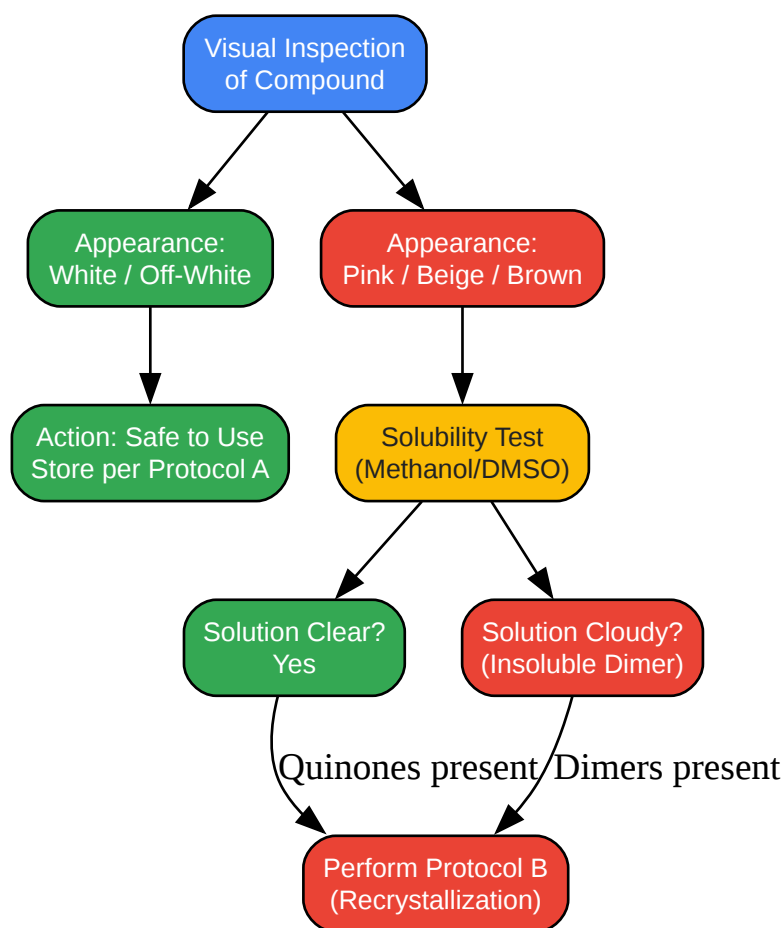 Visual Inspection
of Compound
Appearance:
White / Off-White
Appearance:
Pink / Beige / Brown
Action: Safe to Use
Store per Protocol A
Solubility Test
(Methanol/DMSO)
Solution Clear?
Yes
Solution Cloudy?
(Insoluble Dimer)
Quinones present
Dimers present
Perform Protocol B
(Recrystallization)